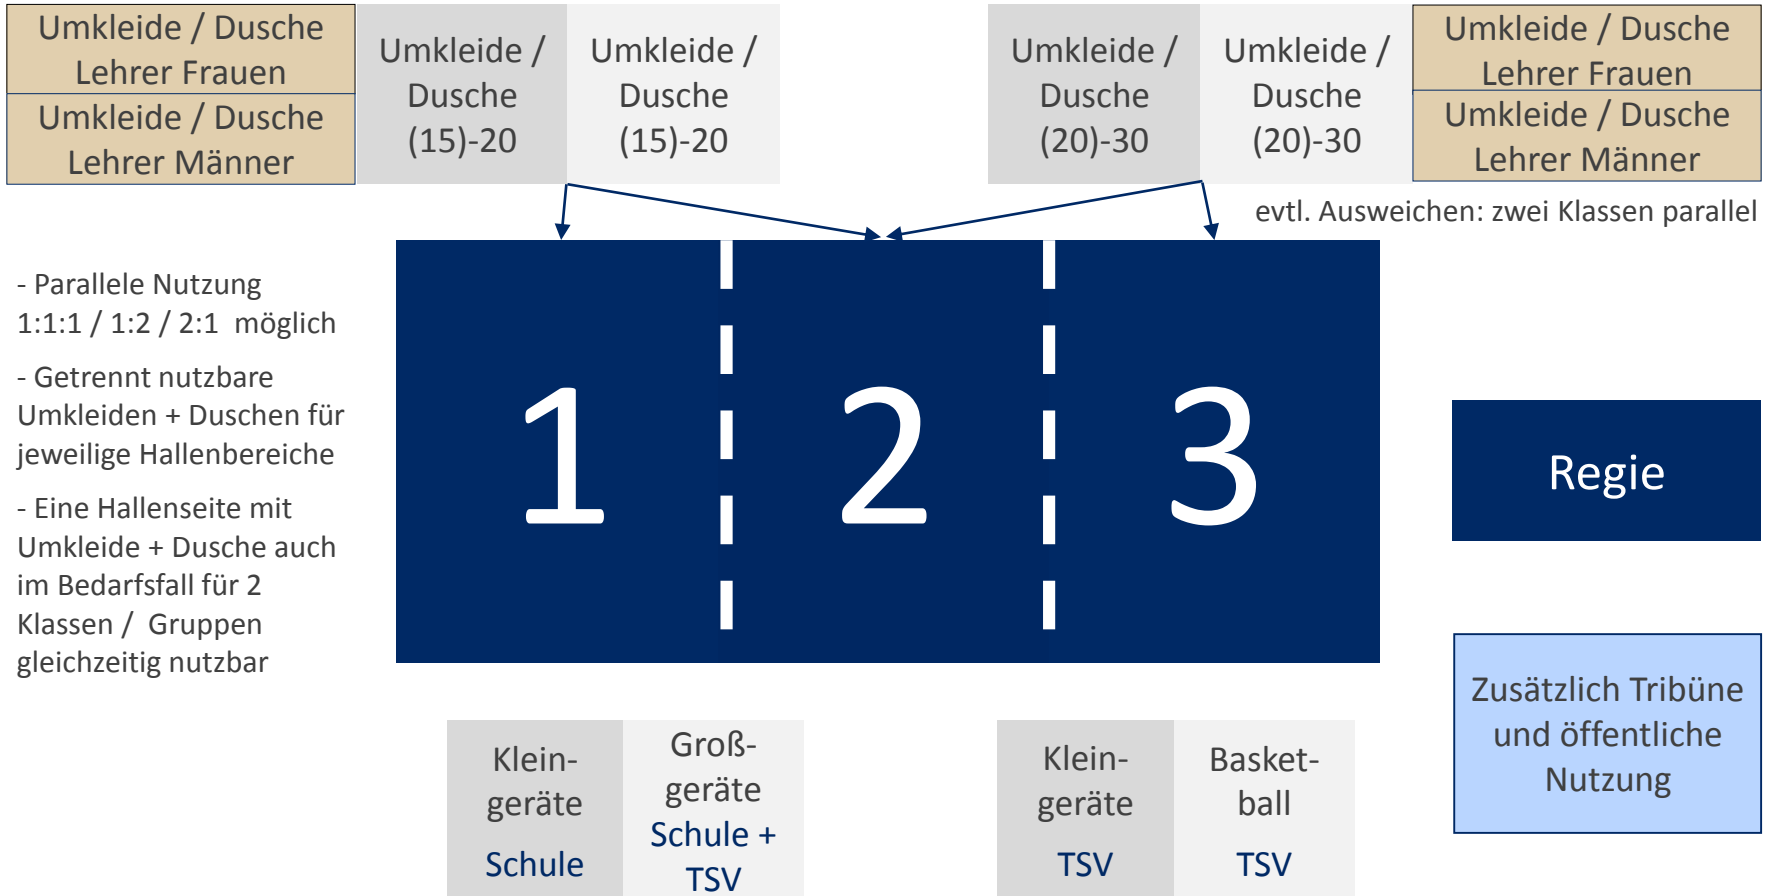 Umkleide / Dusche
Lehrer Frauen
Umkleide / Dusche
Lehrer Männer
Umkleide /
Dusche
(15)-20
Umkleide /
Dusche
(15)-20
Umkleide /
Dusche
(20)-30
Umkleide /
Dusche
(20)-30
Umkleide / Dusche
Lehrer Frauen
Umkleide / Dusche
Lehrer Männer
evtl. Ausweichen: zwei Klassen parallel
- Parallele Nutzung
1:1:1 / 1:2 / 2:1 möglich
- Getrennt nutzbare
Umkleiden + Duschen für
jeweilige Hallenbereiche
- Eine Hallenseite mit
Umkleide + Dusche auch
im Bedarfsfall für 2
Klassen / Gruppen
gleichzeitig nutzbar
1
2
3
Regie
Zusätzlich Tribüne
und öffentliche
Nutzung
Klein-
geräte
Schule
Groß-
geräte
Schule +
TSV
Klein-
geräte
TSV
Basket-
ball
TSV